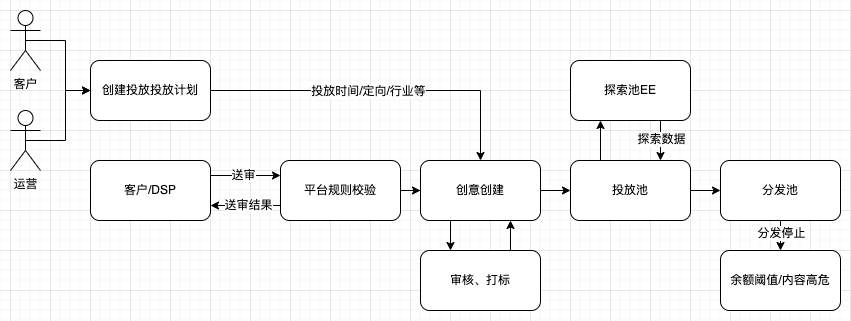 客户
创建投放投放计划
投放时间/定向/行业等
探索池EE
探索数据
运营
客户/DSP
送审
送审结果
平台规则校验
创意创建
投放池
分发池
分发停止
审核、打标
余额阈值/内容高危